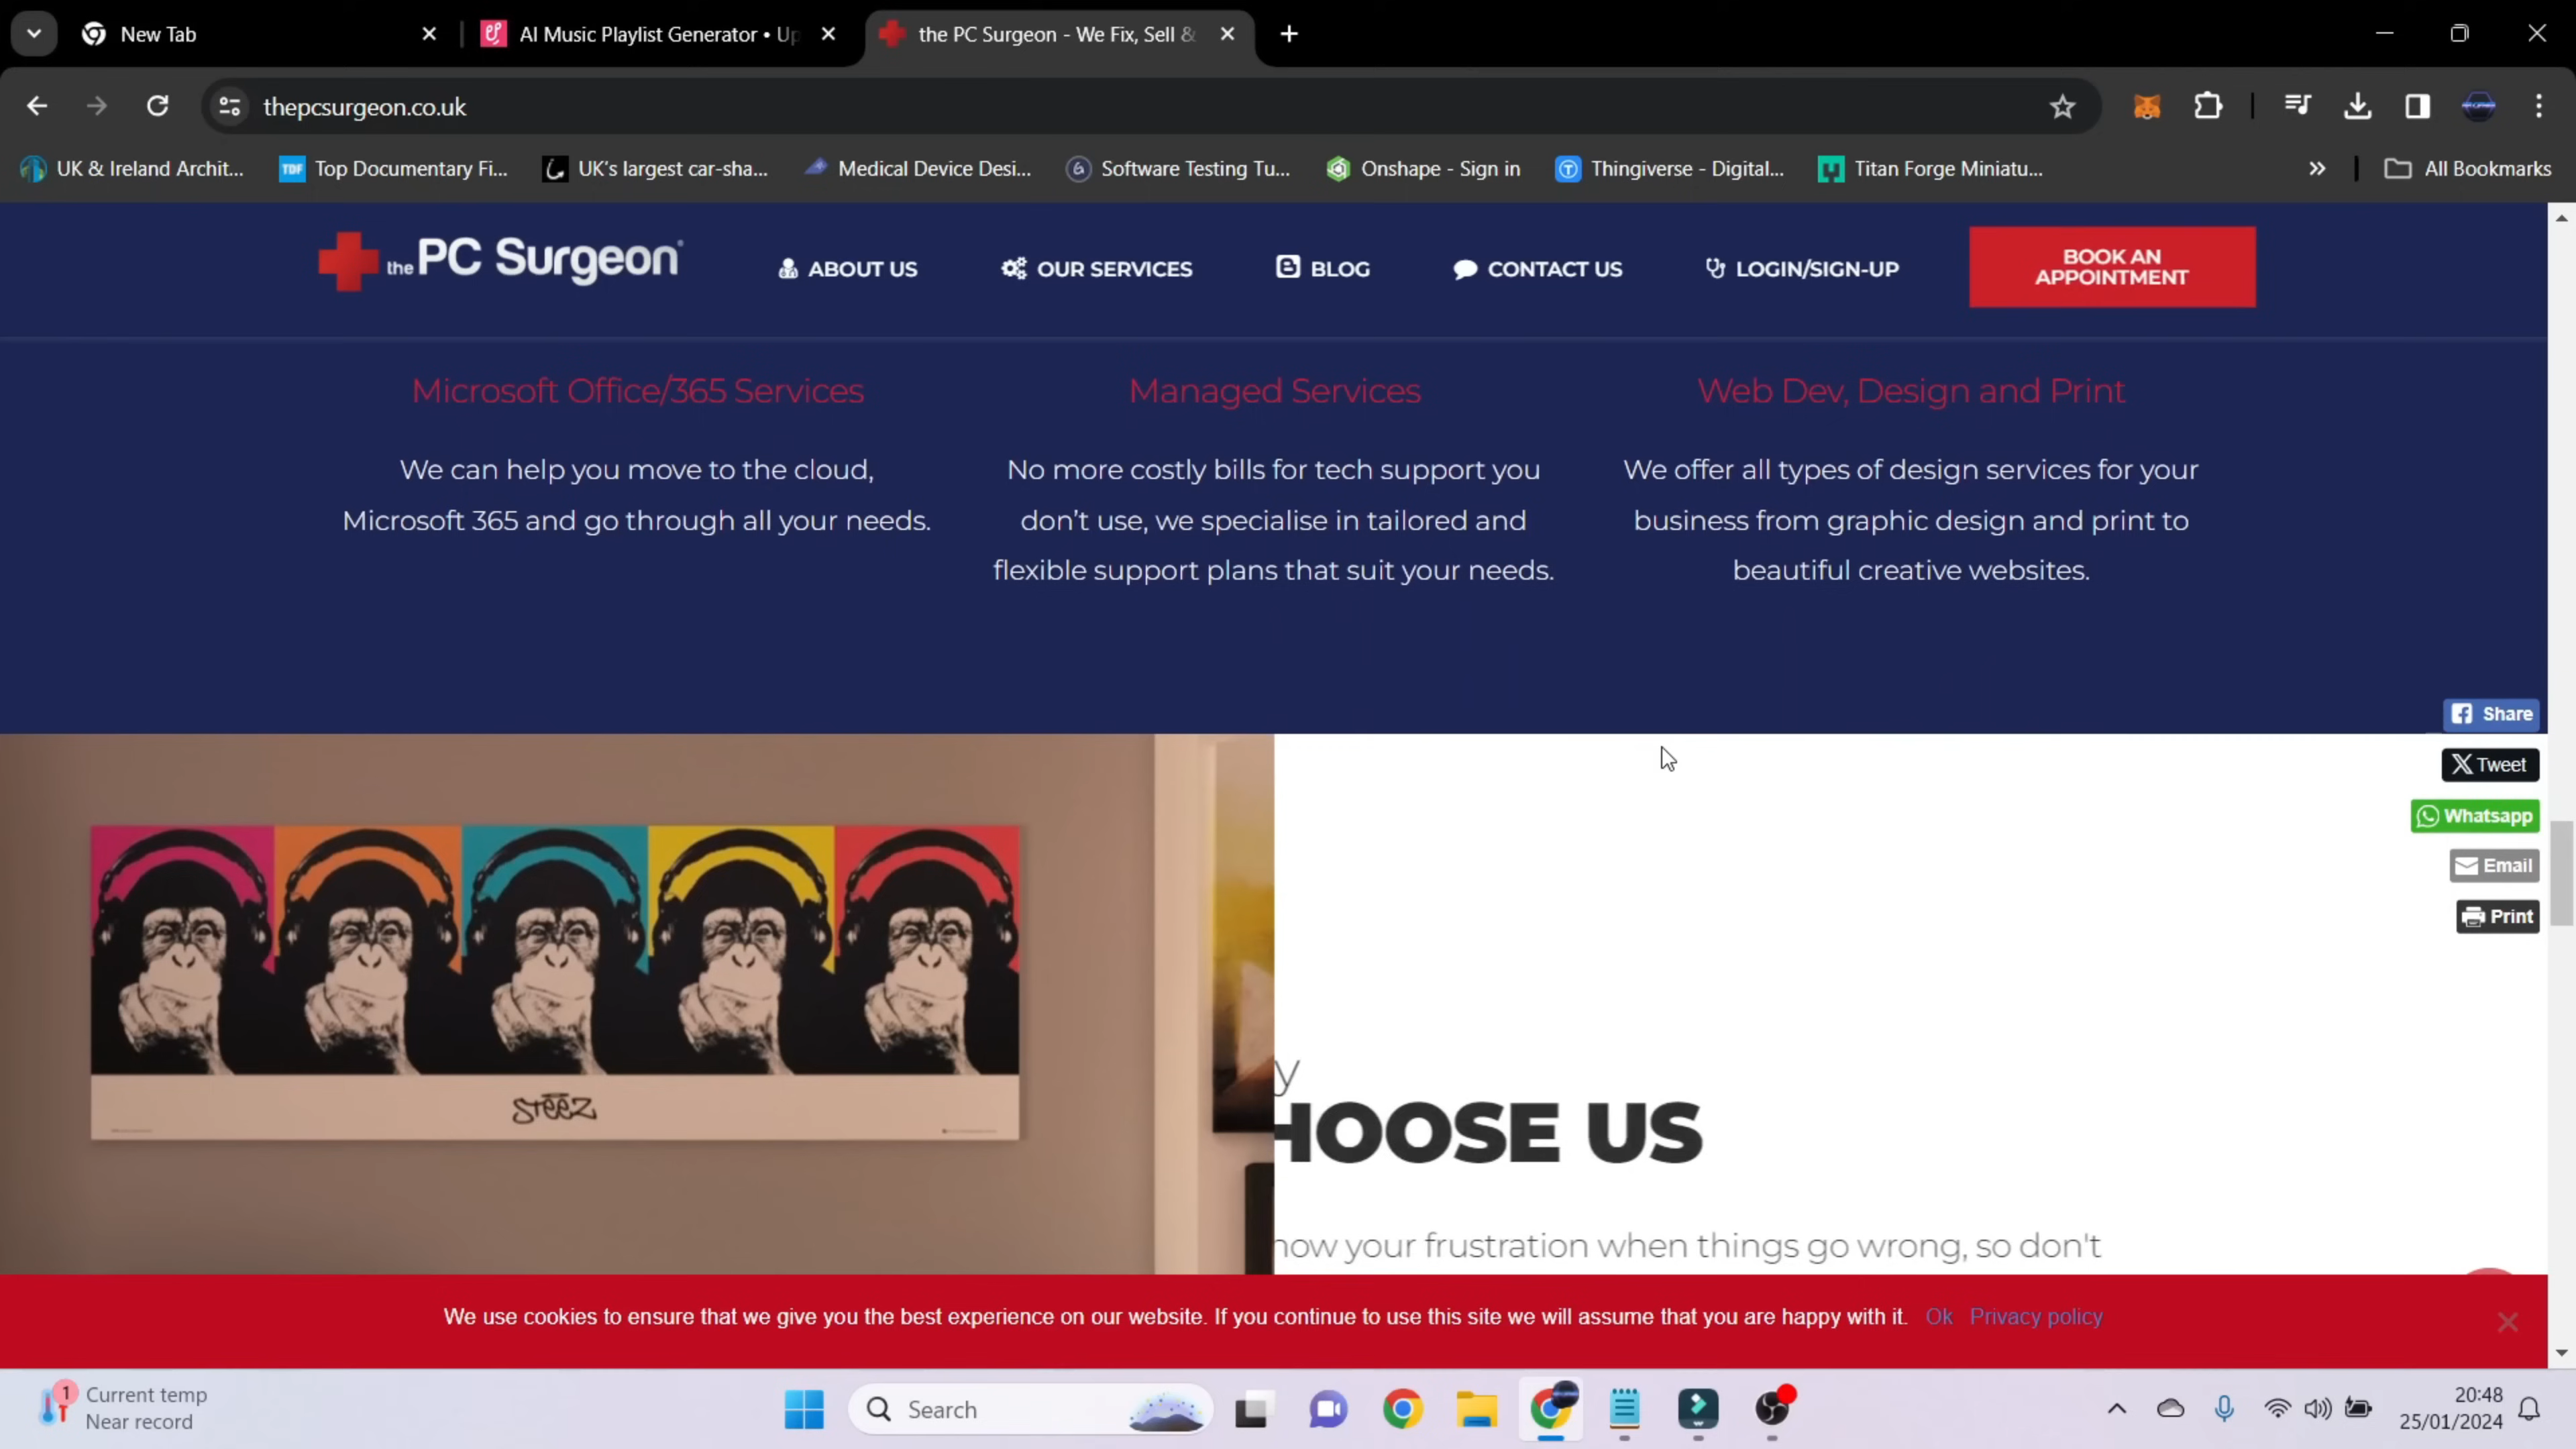 New Tab
AI Music Playlist Generator • Up
the PC Surgeon - We Fix, Sell &
thepcsurgeon.co.uk
UK & Ireland Archit...
Top Documentary Fi...
UK's largest car-sha...
Medical Device Desi...
Software Testing Tu...
Onshape - Sign in
Thingiverse - Digital...
Titan Forge Miniatu...
All Bookmarks
the PC Surgeon
ABOUT US
OUR SERVICES
BLOG
CONTACT US
LOGIN/SIGN-UP
BOOK AN
APPOINTMENT
Microsoft Office/365 Services
We can help you move to the cloud,
Microsoft 365 and go through all your needs.
Managed Services
No more costly bills for tech support you
don't use, we specialise in tailored and
flexible support plans that suit your needs.
Web Dev, Design and Print
We offer all types of design services for your
business from graphic design and print to
beautiful creative websites.
Share
Tweet
Whatsapp
Email
Print
STEEZ
y
HOOSE US
now your frustration when things go wrong, so don't
We use cookies to ensure that we give you the best experience on our website. If you continue to use this site we will assume that you are happy with it. Ok Privacy policy
1
Current temp
Near record
Search
20:48
25/01/2024